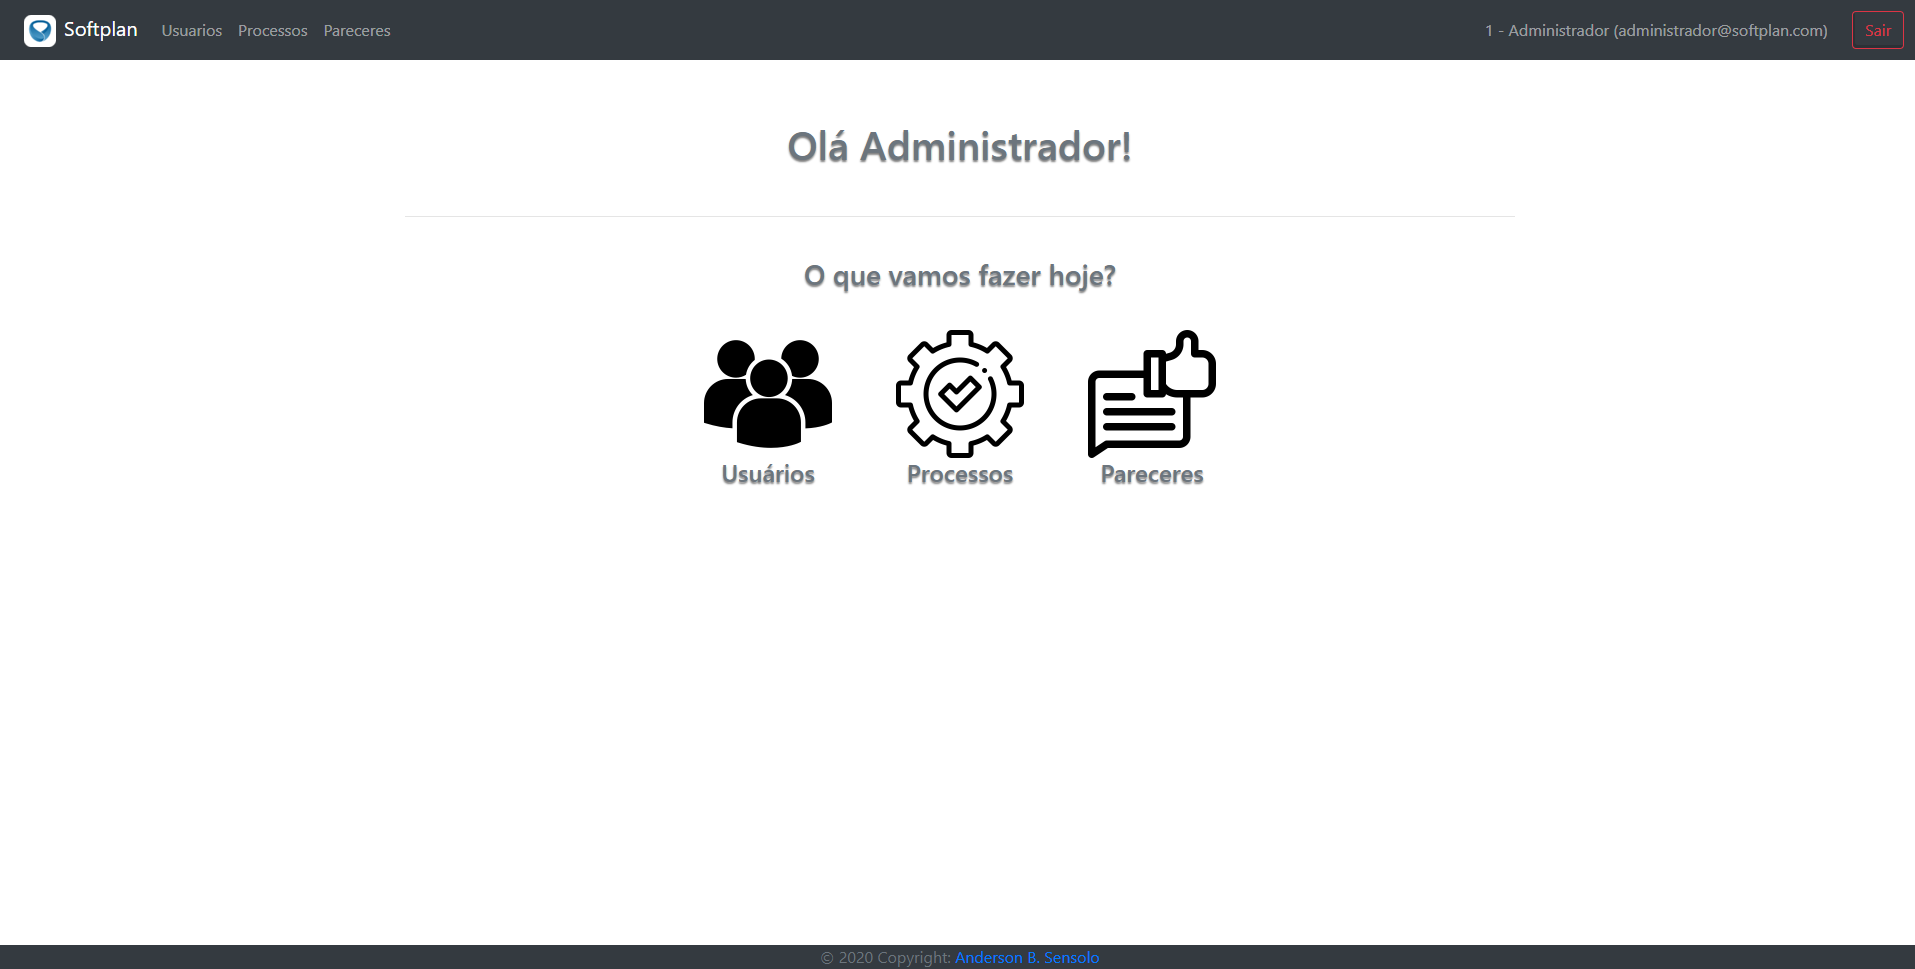 Softplan Usuarios Processos Pareceres 1 - Administrador (administrador@softplan.com) Sair
Olá Administrador!
O que vamos fazer hoje?
Usuários Processos Pareceres
© 2020 Copyright: Anderson B. Sensolo